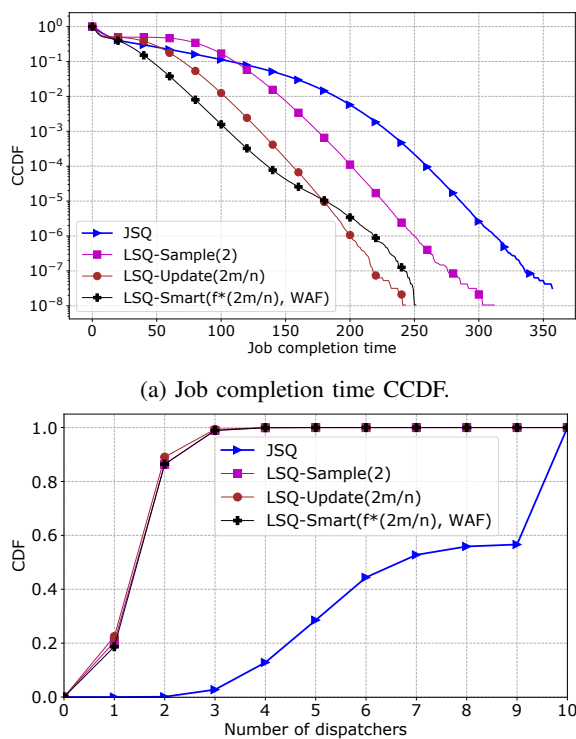 10^0
10^-1
10^-2
10^-3
10^-4
10^-5
10^-6
10^-7
10^-8
CCDF
JSQ
LSQ-Sample(2)
LSQ-Update(2m/n)
LSQ-Smart(f*(2m/n), WAF)
0 50 100 150 200 250 300 350
Job completion time
(a) Job completion time CCDF.
1.0
0.8
0.6
0.4
0.2
0.0
CDF
JSQ
LSQ-Sample(2)
LSQ-Update(2m/n)
LSQ-Smart(f*(2m/n), WAF)
0 1 2 3 4 5 6 7 8 9 10
Number of dispatchers